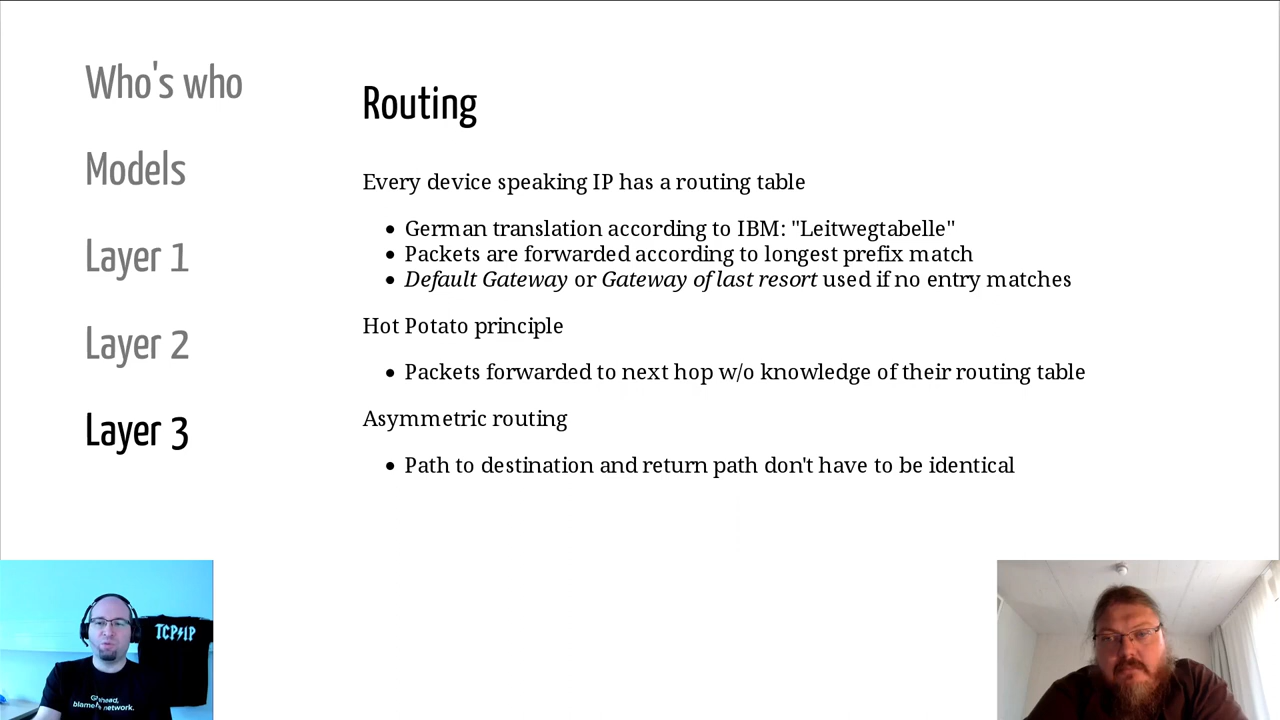 Who's who
Models
Layer 1
Layer 2
Layer 3
Routing
Every device speaking IP has a routing table
• German translation according to IBM: "Leitwegtabelle"
• Packets are forwarded according to longest prefix match
• Default Gateway or Gateway of last resort used if no entry matches
Hot Potato principle
• Packets forwarded to next hop w/o knowledge of their routing table
Asymmetric routing
• Path to destination and return path don't have to be identical
TCP⚡IP
blame network.